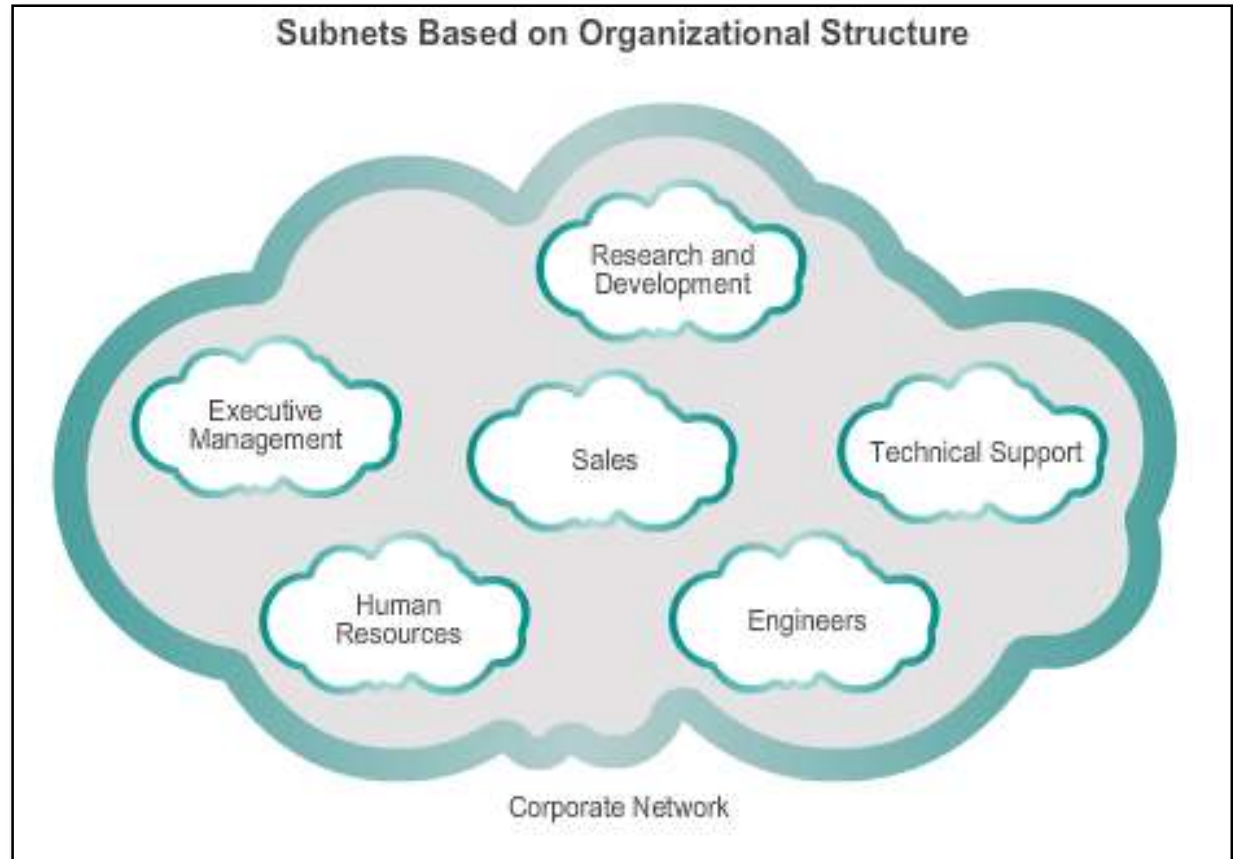 Subnets Based on Organizational Structure
Research and
Development
Executive
Management
Sales
Technical Support
Human
Resources
Engineers
Corporate Network